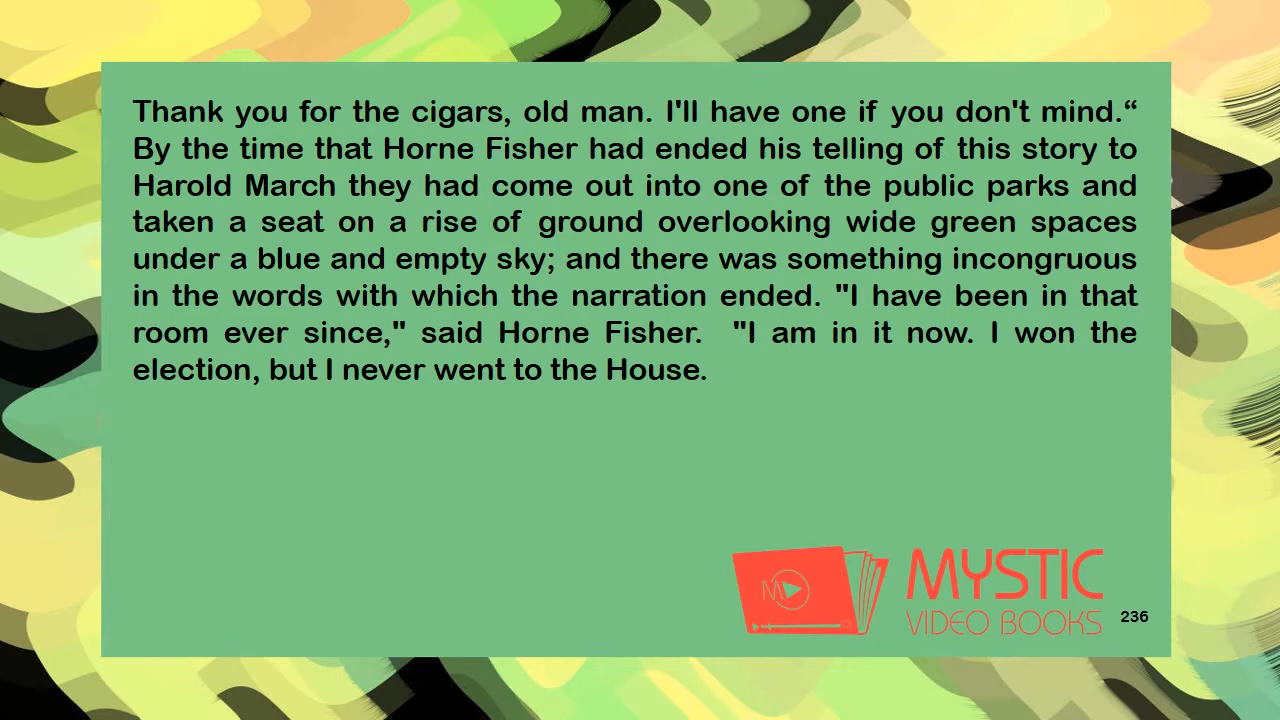 Thank you for the cigars, old man. I'll have one if you don't mind.“
By the time that Horne Fisher had ended his telling of this story to
Harold March they had come out into one of the public parks and
taken a seat on a rise of ground overlooking wide green spaces
under a blue and empty sky; and there was something incongruous
in the words with which the narration ended. "I have been in that
room ever since," said Horne Fisher.  "I am in it now. I won the
election, but I never went to the House.
M
MYSTIC
VIDEO BOOKS
236